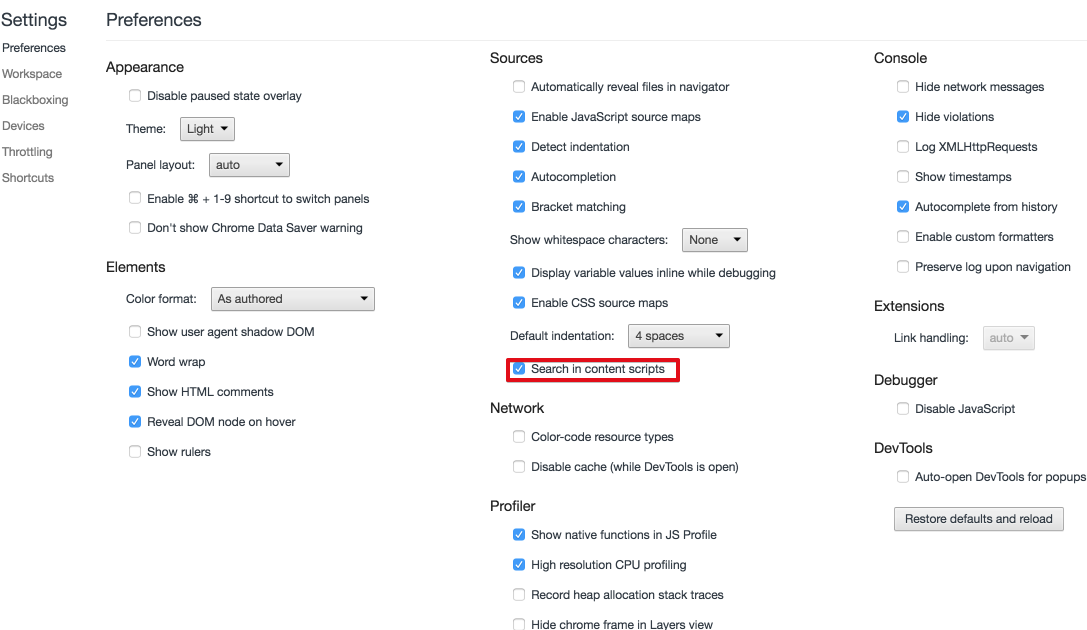 Settings
Preferences
Workspace
Blackboxing
Devices
Throttling
Shortcuts
Preferences
Appearance
Disable paused state overlay
Theme: Light
Panel layout: auto
Enable ⌘ + 1-9 shortcut to switch panels
Don't show Chrome Data Saver warning
Elements
Color format: As authored
Show user agent shadow DOM
Word wrap
Show HTML comments
Reveal DOM node on hover
Show rulers
Sources
Automatically reveal files in navigator
Enable JavaScript source maps
Detect indentation
Autocompletion
Bracket matching
Show whitespace characters: None
Display variable values inline while debugging
Enable CSS source maps
Default indentation: 4 spaces
Search in content scripts
Network
Color-code resource types
Disable cache (while DevTools is open)
Profiler
Show native functions in JS Profile
High resolution CPU profiling
Record heap allocation stack traces
Hide chrome frame in Layers view
Console
Hide network messages
Hide violations
Log XMLHttpRequests
Show timestamps
Autocomplete from history
Enable custom formatters
Preserve log upon navigation
Extensions
Link handling: auto
Debugger
Disable JavaScript
DevTools
Auto-open DevTools for popups
Restore defaults and reload